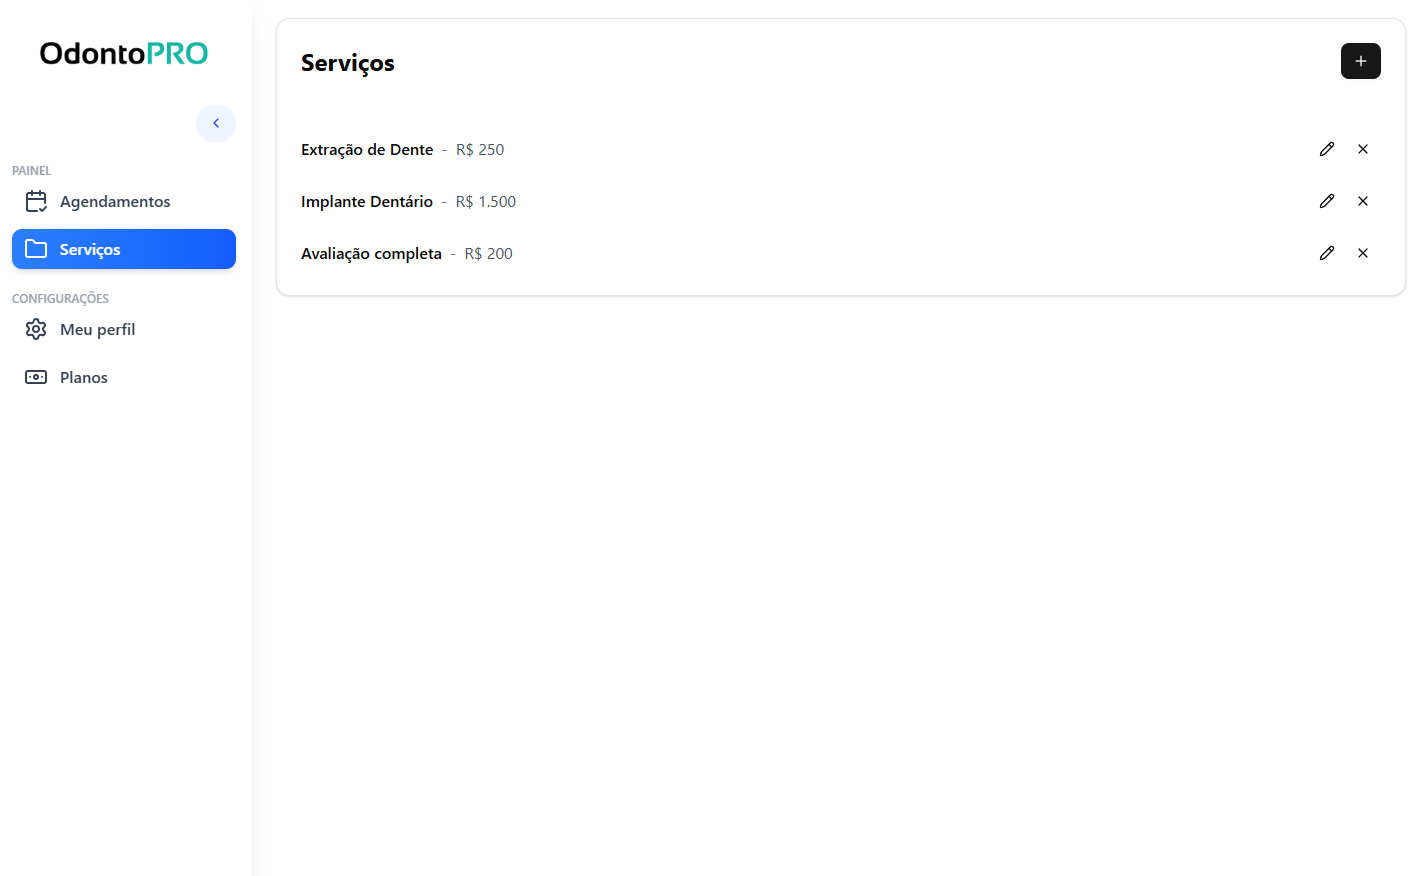 OdontoPRO
PAINEL
Agendamentos
Serviços
CONFIGURAÇÕES
Meu perfil
Planos
Serviços
Extração de Dente - R$ 250
Implante Dentário - R$ 1.500
Avaliação completa - R$ 200